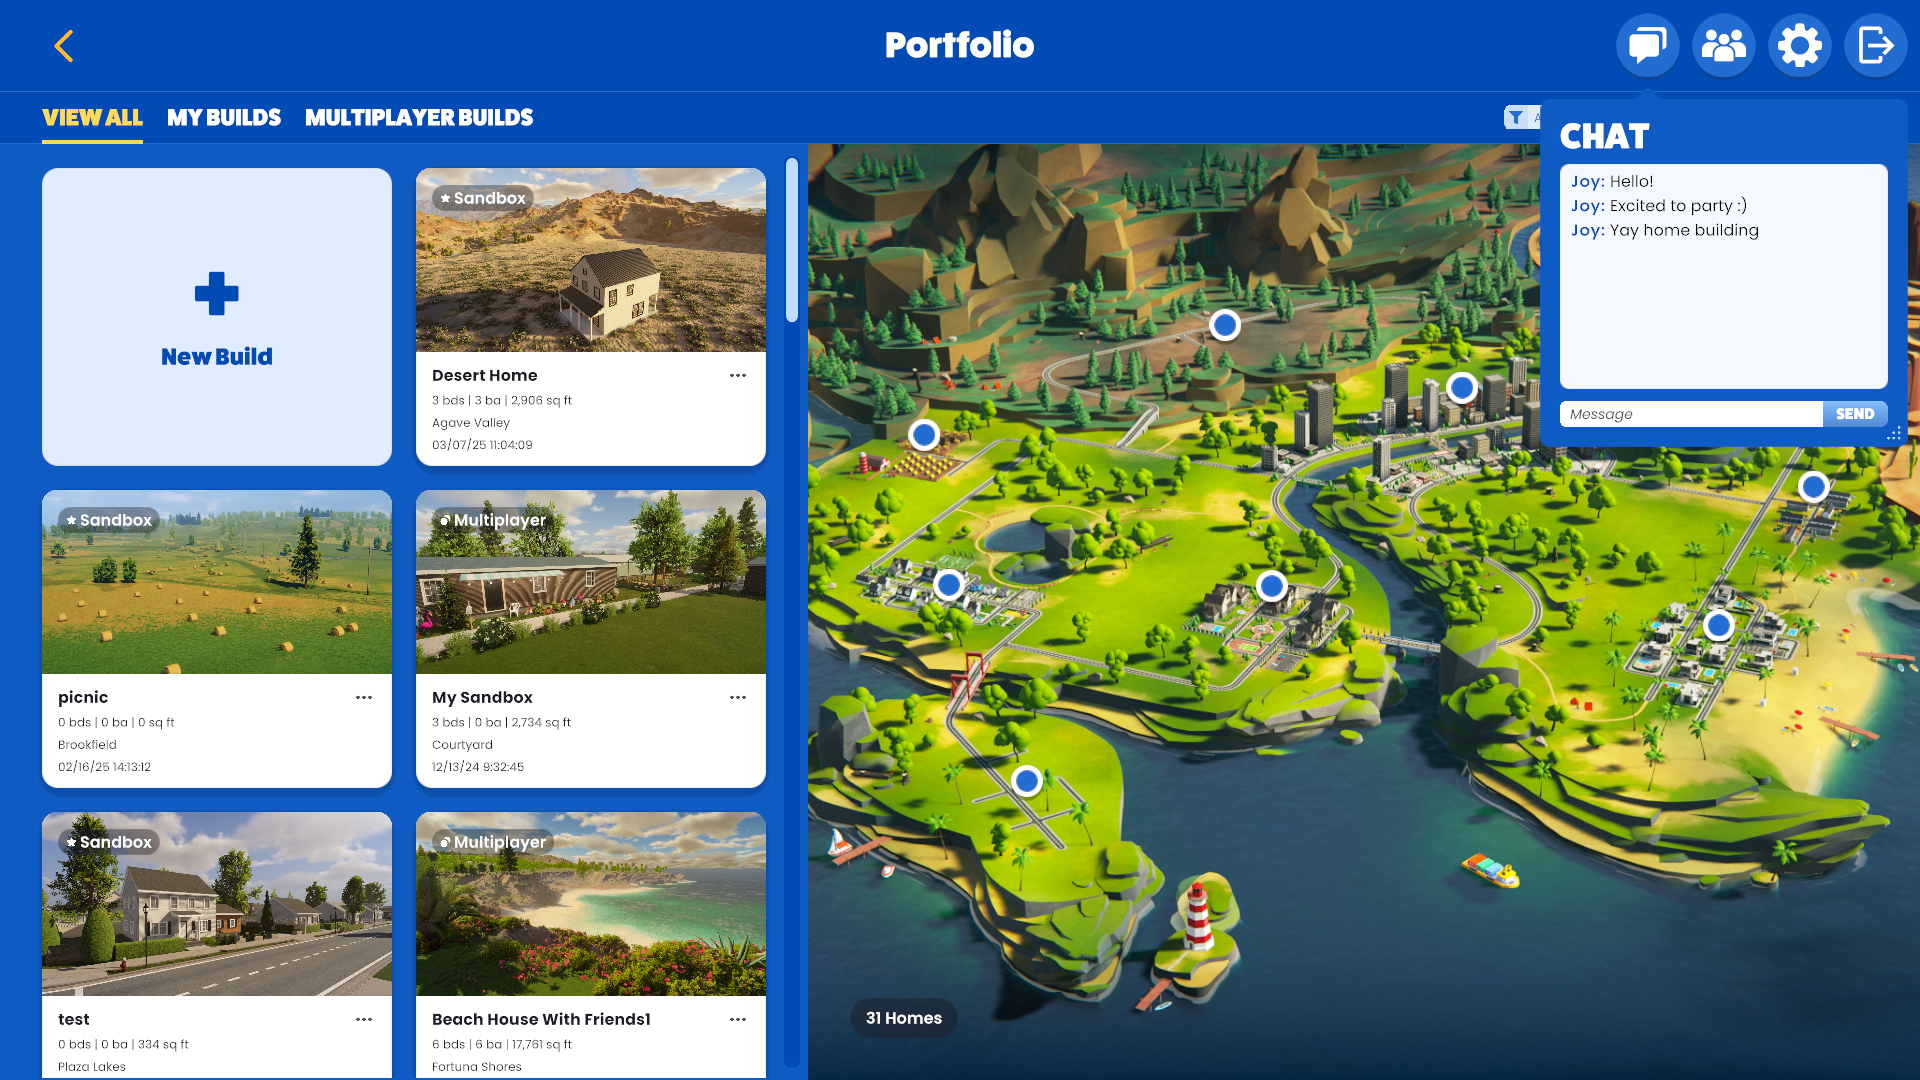 Portfolio
VIEW ALL
MY BUILDS
MULTIPLAYER BUILDS
A
CHAT
Joy: Hello!
Joy: Excited to party :)
Joy: Yay home building
Message
SEND
New Build
Sandbox
Desert Home
3 bds | 3 ba | 2,906 sq ft
Agave Valley
03/07/25 11:04:09
Sandbox
picnic
0 bds | 0 ba | 0 sq ft
Brookfield
02/16/25 14:13:12
Multiplayer
My Sandbox
3 bds | 0 ba | 2,734 sq ft
Courtyard
12/13/24 9:32:45
Sandbox
test
0 bds | 0 ba | 334 sq ft
Plaza Lakes
Multiplayer
Beach House With Friends1
6 bds | 6 ba | 17,761 sq ft
Fortuna Shores
31 Homes